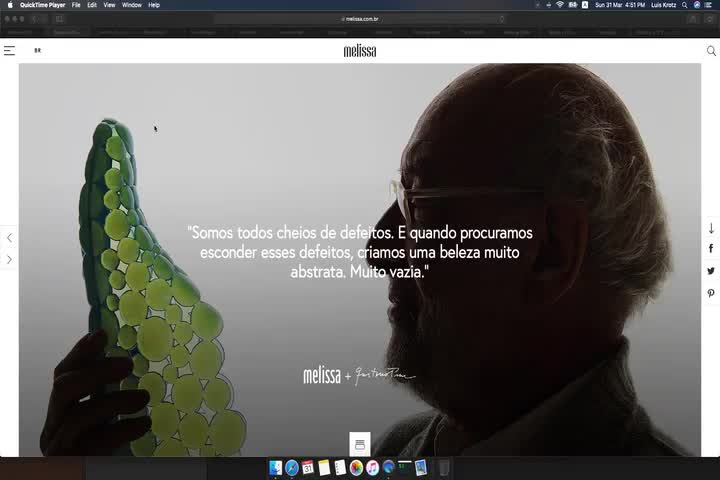 QuickTime Player File Edit View Window Help
Sun 31 Mar 4:51 PM Luis Krotz
melissa.com.br
BR
melissa
"Somos todos cheios de defeitos. E quando procuramos
esconder esses defeitos, criamos uma beleza muito
abstrata. Muito vazia."
melissa +